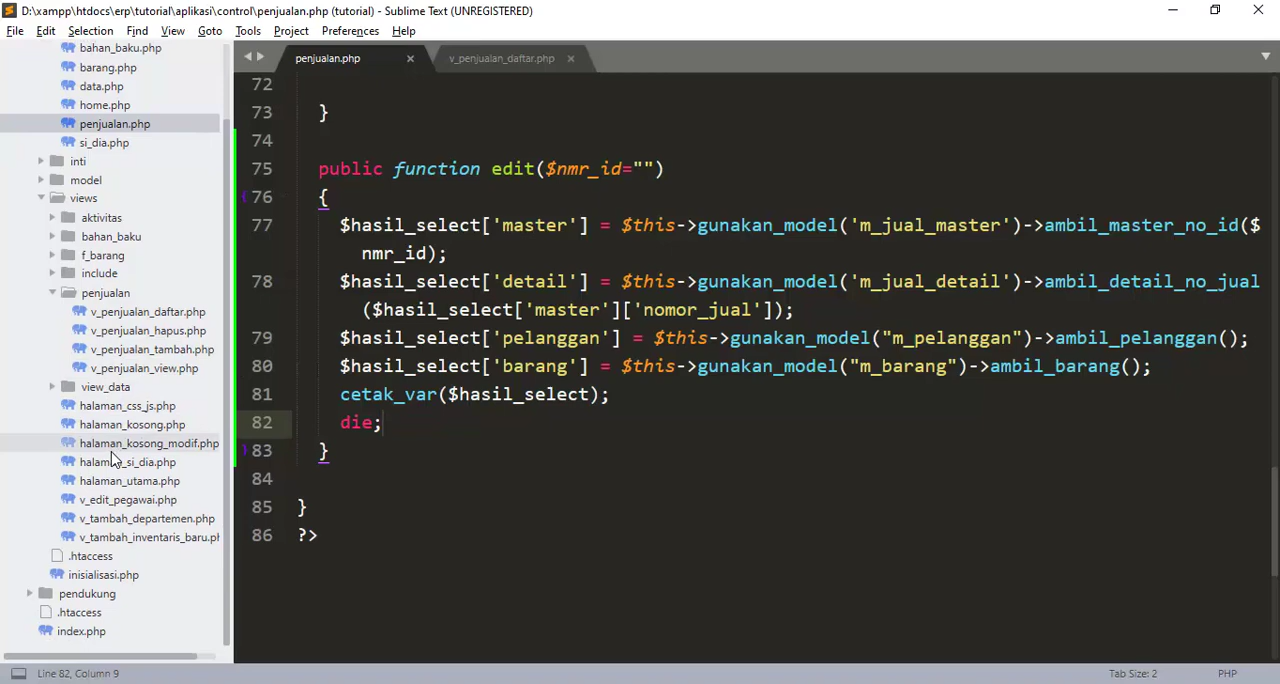 D:\xampp\htdocs\erp\tutorial\aplikasi\control\penjualan.php (tutorial) - Sublime Text (UNREGISTERED)
File Edit Selection Find View Goto Tools Project Preferences Help
bahan_baku.php
barang.php
data.php
home.php
penjualan.php
si_dia.php
inti
model
views
aktivitas
bahan_baku
f_barang
include
penjualan
v_penjualan_daftar.php
v_penjualan_hapus.php
v_penjualan_tambah.php
v_penjualan_view.php
view_data
halaman_css_js.php
halaman_kosong.php
halaman_kosong_modif.php
halaman_si_dia.php
halaman_utama.php
v_edit_pegawai.php
v_tambah_departemen.php
v_tambah_inventaris_baru.ph
.htaccess
inisialisasi.php
pendukung
.htaccess
index.php
penjualan.php v_penjualan_daftar.php
72
73 }
74
75 public function edit($nmr_id="")
76 {
77 $hasil_select['master'] = $this->gunakan_model('m_jual_master')->ambil_master_no_id($
nmr_id);
78 $hasil_select['detail'] = $this->gunakan_model('m_jual_detail')->ambil_detail_no_jual
($hasil_select['master']['nomor_jual']);
79 $hasil_select['pelanggan'] = $this->gunakan_model("m_pelanggan")->ambil_pelanggan();
80 $hasil_select['barang'] = $this->gunakan_model("m_barang")->ambil_barang();
81 cetak_var($hasil_select);
82 die;
83 }
84
85 }
86 ?>
Line 82, Column 9 Tab Size: 2 PHP